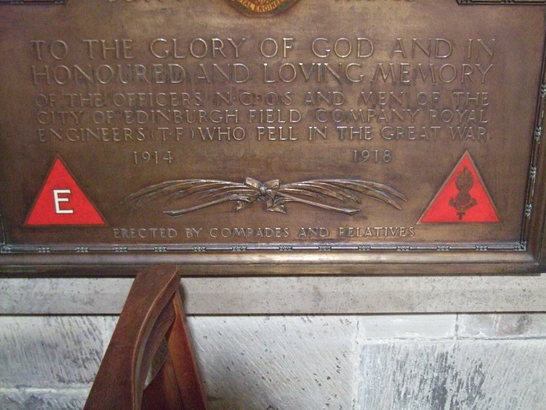 TO THE GLORY OF GOD AND IN
HONOURED AND LOVING MEMORY
OF THE OFFICERS N·C·O·S AND MEN OF THE
CITY OF EDINBURGH FIELD COMPANY ROYAL
ENGINEERS (T·F) WHO FELL IN THE GREAT WAR.
1914 1918
E
ERECTED BY COMRADES AND RELATIVES